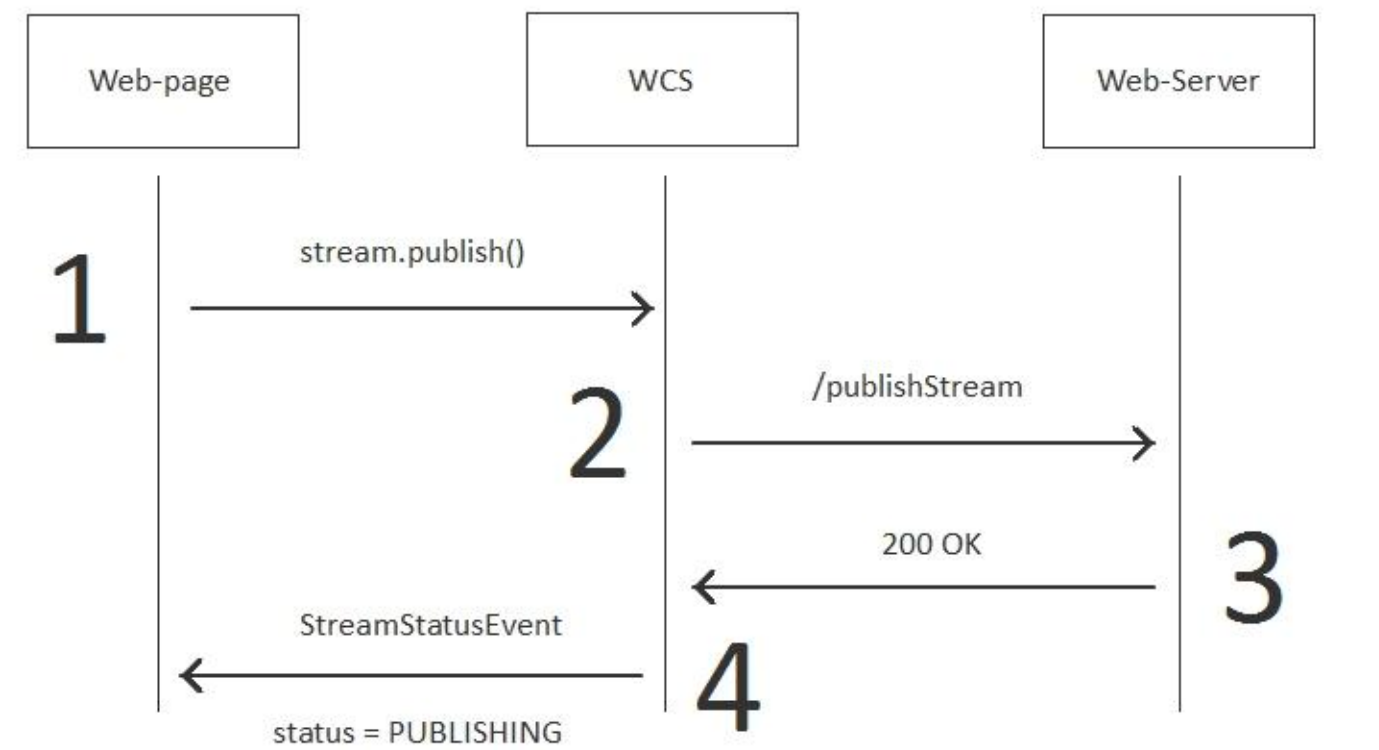 Web-page
WCS
Web-Server
1
stream.publish()
2
/publishStream
200 OK
3
StreamStatusEvent
4
status = PUBLISHING